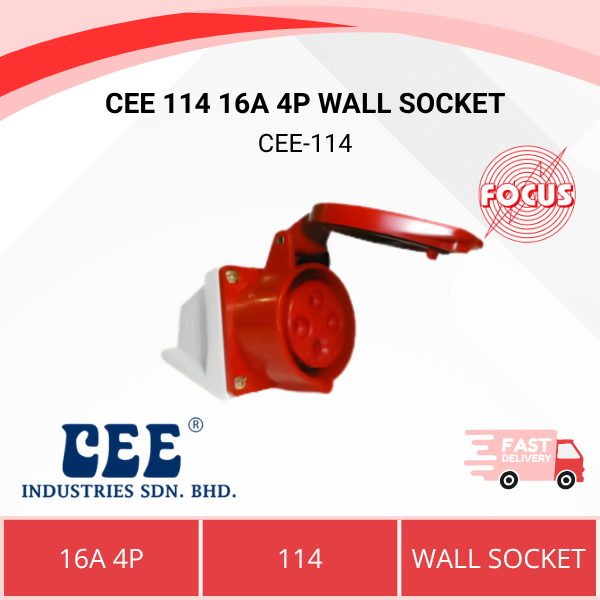 CEE 114 16A 4P WALL SOCKET
CEE-114
FOCUS
CEE®
INDUSTRIES SDN. BHD.
FAST
DELIVERY
16A 4P
114
WALL SOCKET